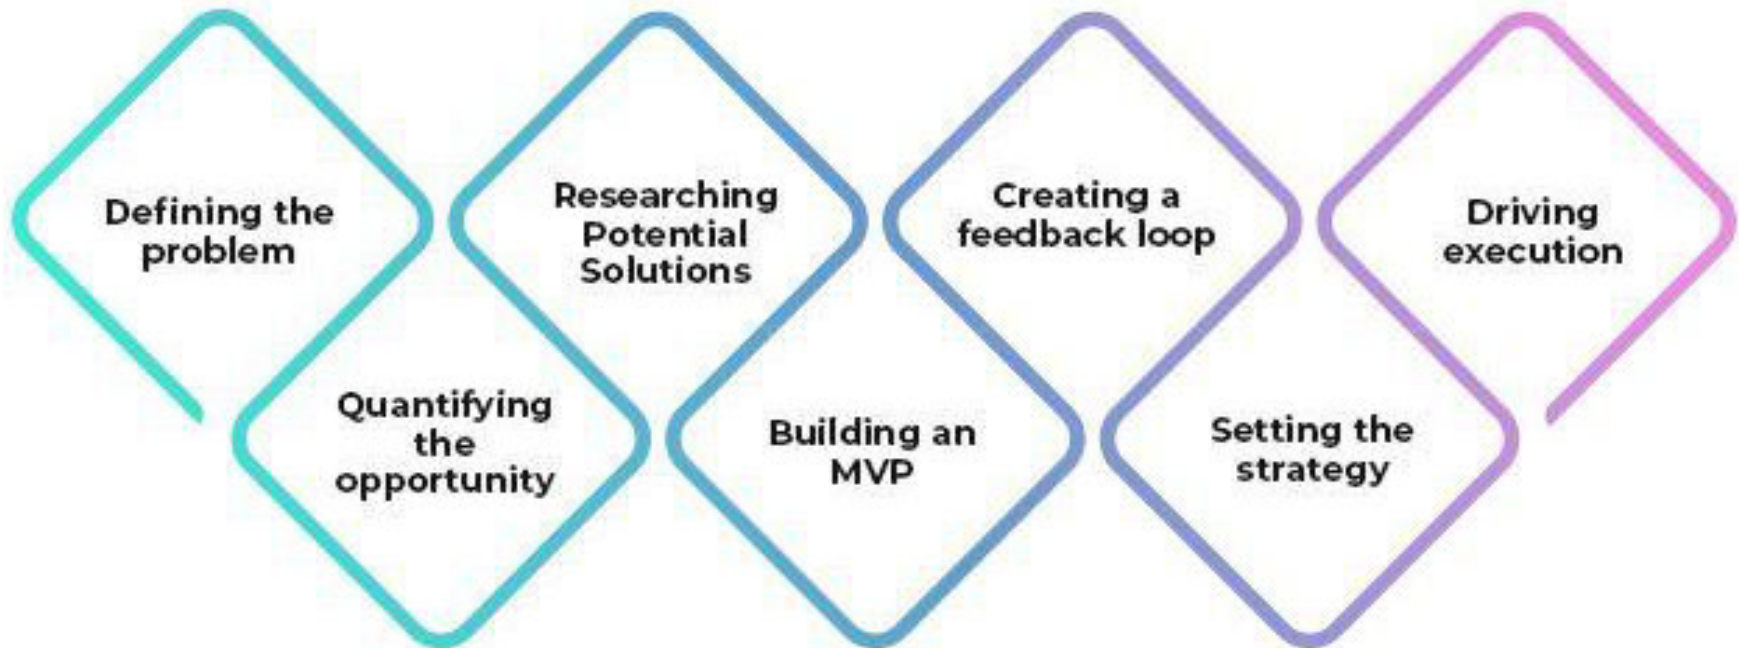 Defining the
problem
Quantifying
the
opportunity
Researching
Potential
Solutions
Building an
MVP
Creating a
feedback loop
Setting the
strategy
Driving
execution